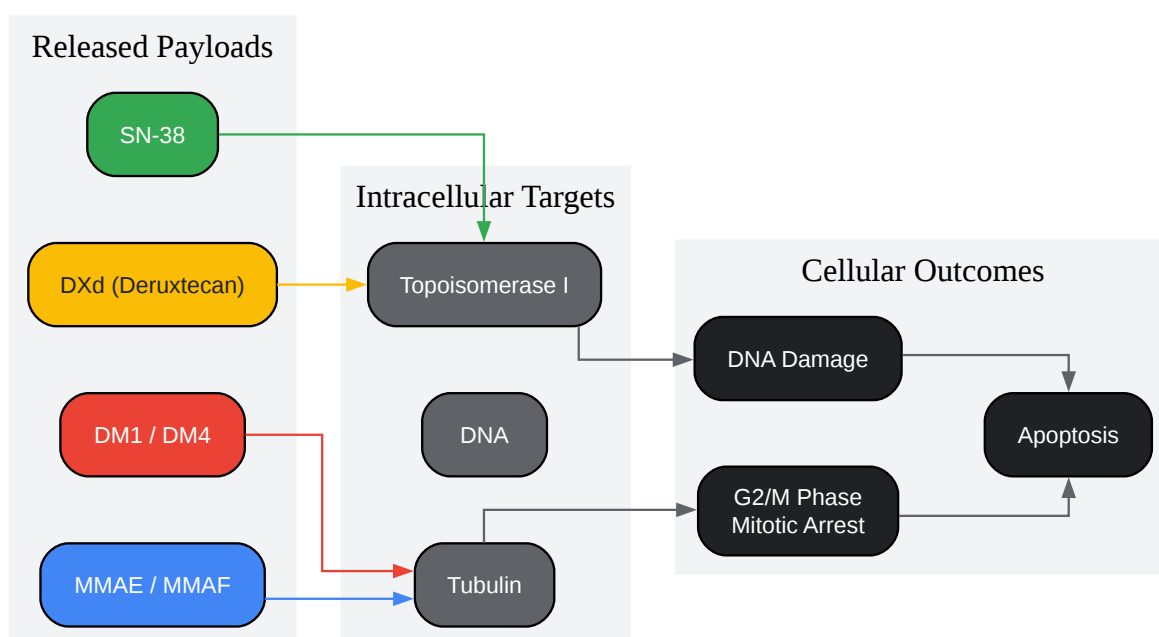 Released Payloads
SN-38
DXd (Deruxtecan)
DM1 / DM4
MMAE / MMAF
Intracellular Targets
Topoisomerase I
DNA
Tubulin
Cellular Outcomes
DNA Damage
G2/M Phase
Mitotic Arrest
Apoptosis